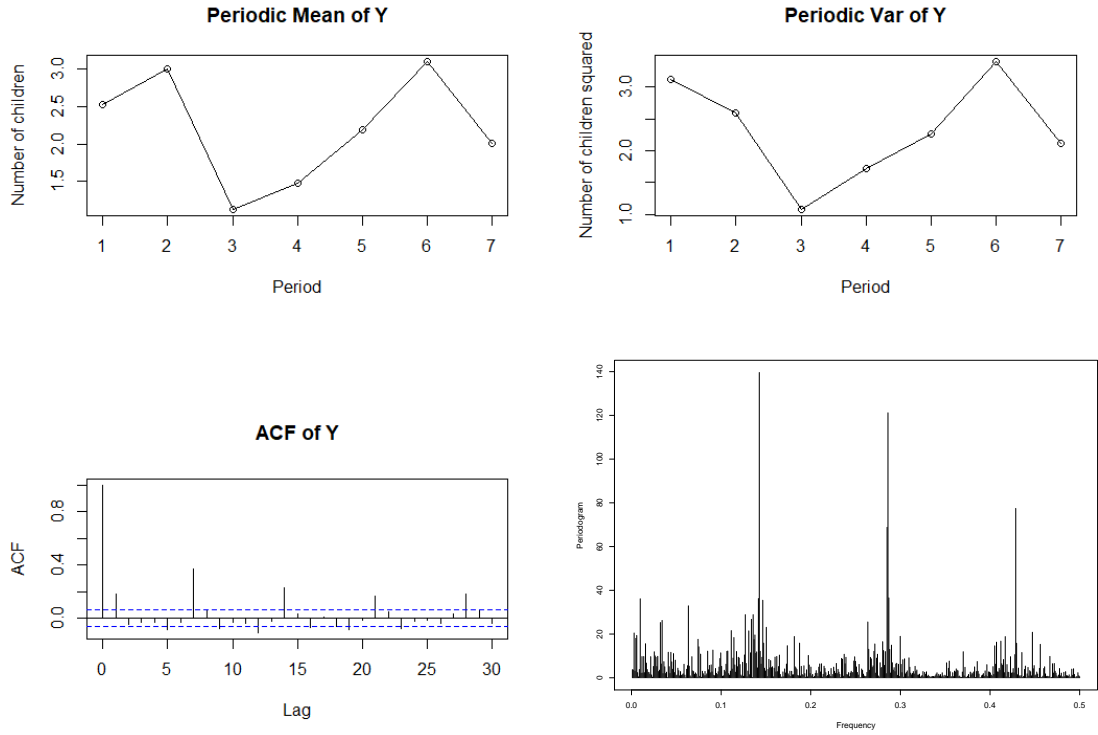 Periodic Mean of Y
Number of children
3.0
2.5
2.0
1.5
1 2 3 4 5 6 7
Period
Periodic Var of Y
Number of children squared
3.0
2.0
1.0
1 2 3 4 5 6 7
Period
ACF of Y
ACF
0.8
0.4
0.0
0 5 10 15 20 25 30
Lag
Periodogram
140
120
100
80
60
40
20
0
0.0 0.1 0.2 0.3 0.4 0.5
Frequency